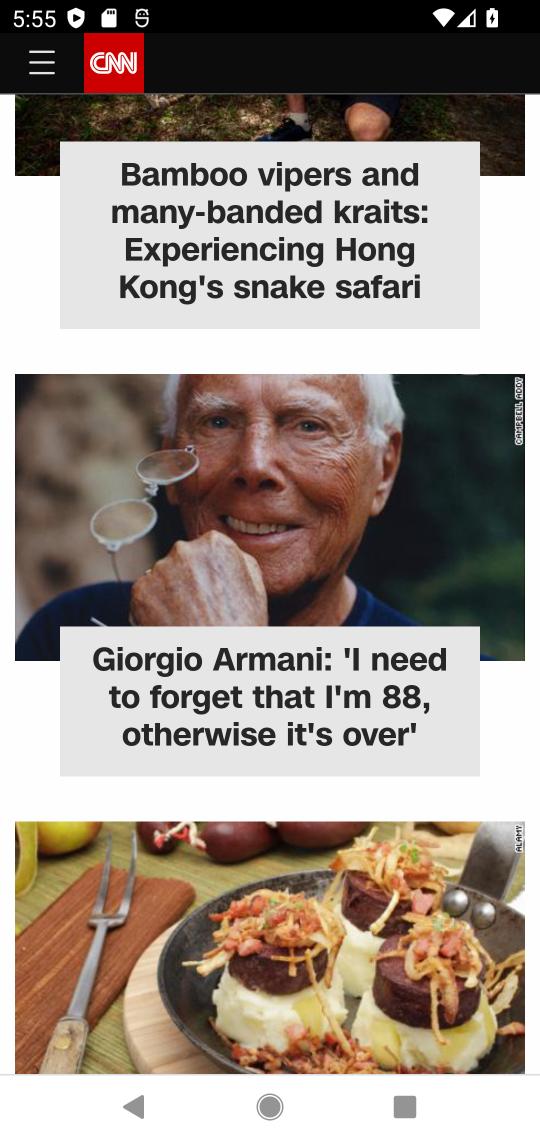 5:55
CNN
Bamboo vipers and
many-banded kraits:
Experiencing Hong
Kong's snake safari
CAMPBELL ADDY
Giorgio Armani: 'I need
to forget that I'm 88,
otherwise it's over'
ALAMY